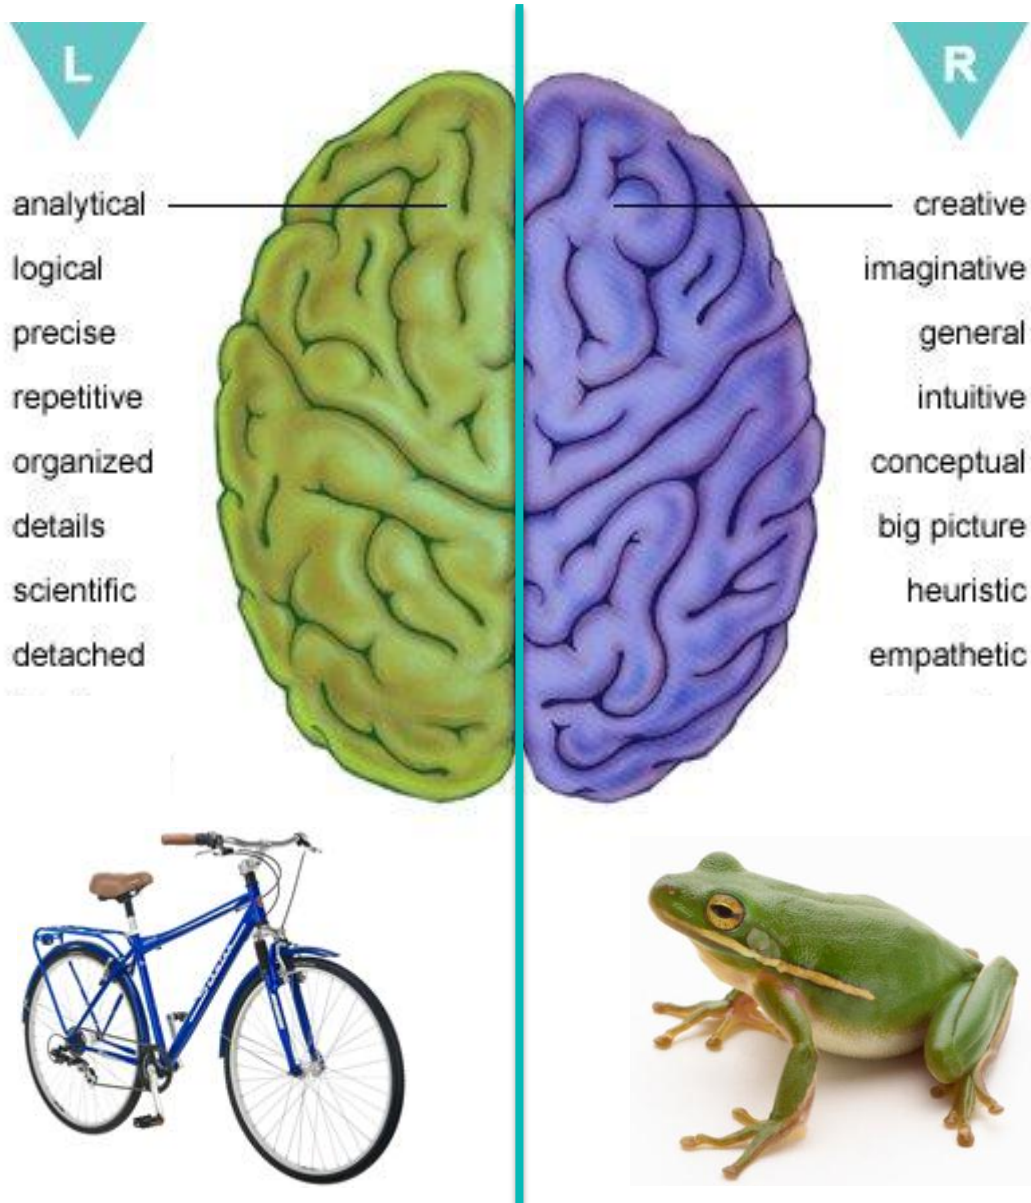 L
R
analytical
logical
precise
repetitive
organized
details
scientific
detached
creative
imaginative
general
intuitive
conceptual
big picture
heuristic
empathetic